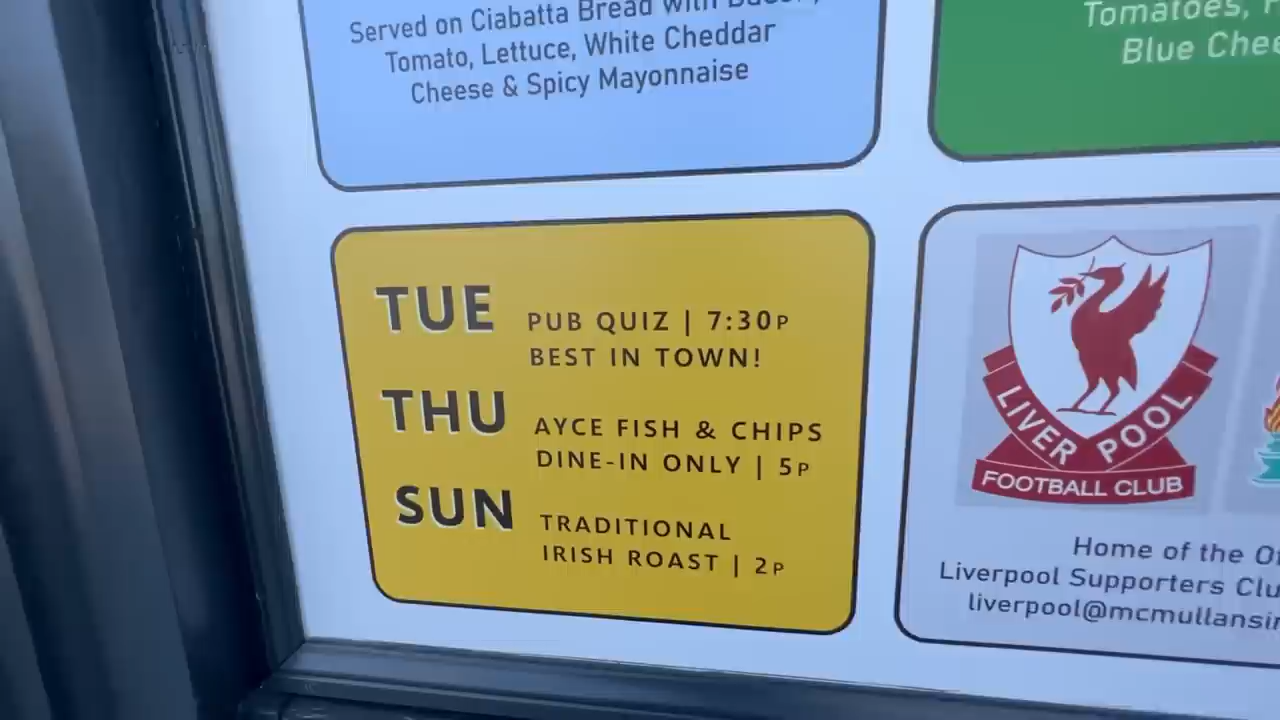 Served on Ciabatta Bread with
Tomato, Lettuce, White Cheddar
Cheese & Spicy Mayonnaise
Tomatoes,
Blue
TUE PUB QUIZ | 7:30P
BEST IN TOWN!
THU AYCE FISH & CHIPS
DINE-IN ONLY | 5P
SUN TRADITIONAL
IRISH ROAST | 2P
LIVERPOOL
FOOTBALL CLUB
Home of the
Liverpool Supporters